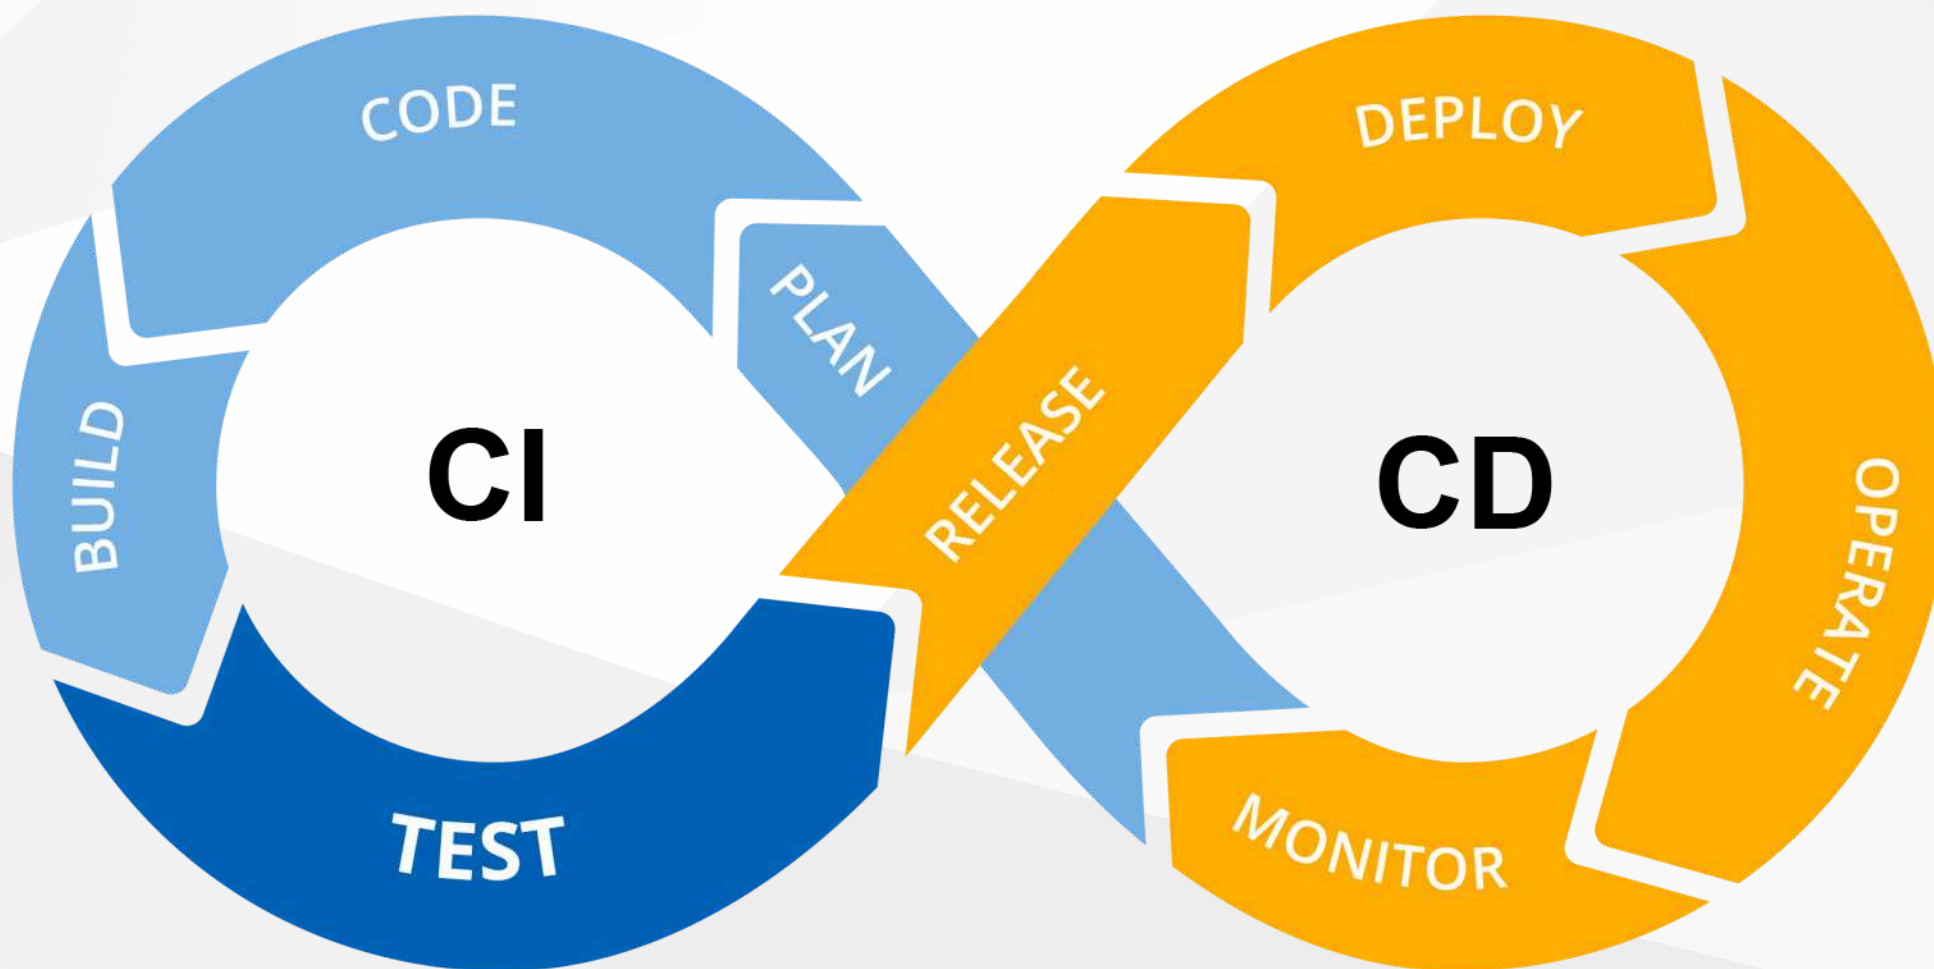 CODE
DEPLOY
PLAN
RELEASE
BUILD
CI
CD
OPERATE
TEST
MONITOR